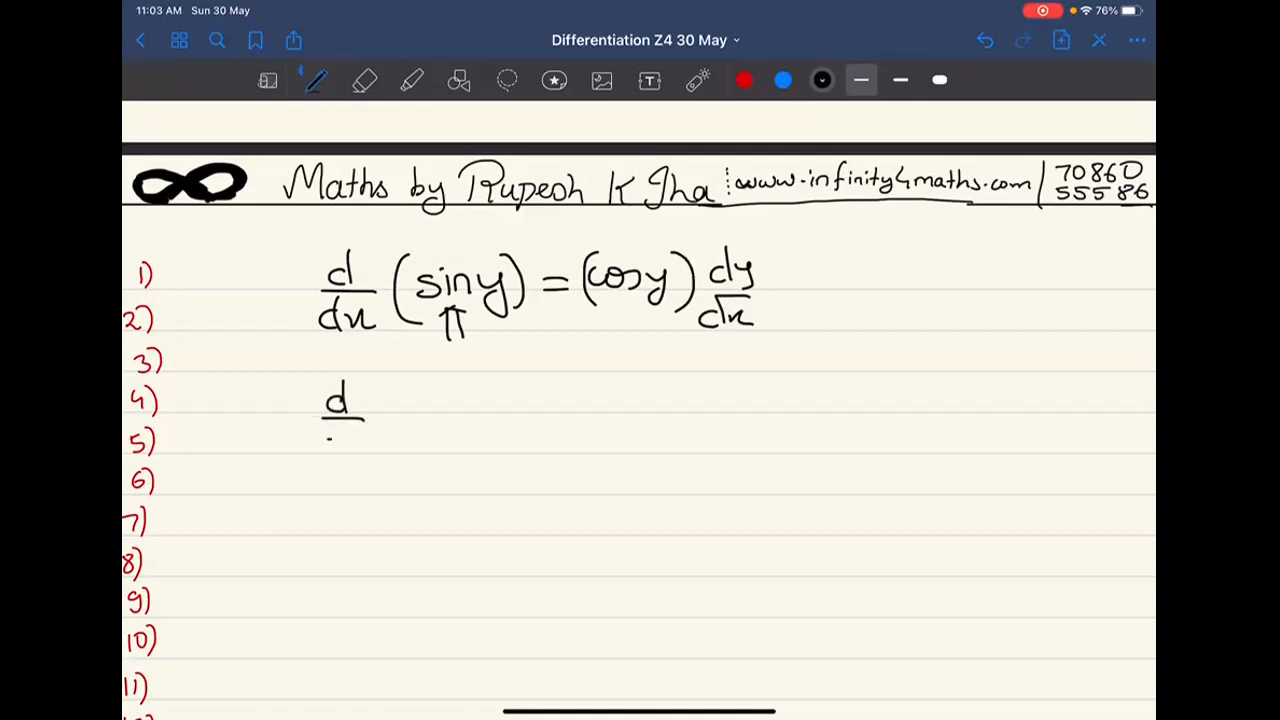 11:03 AM Sun 30 May 76%
Differentiation Z4 30 May
∞ Maths by Rupesh K Jha www.infinity4maths.com 70860 55586
1) d/dx (sin y) = (cos y) dy/dx
2) ⇑
3)
4) d
5)
6)
7)
8)
9)
10)
11)